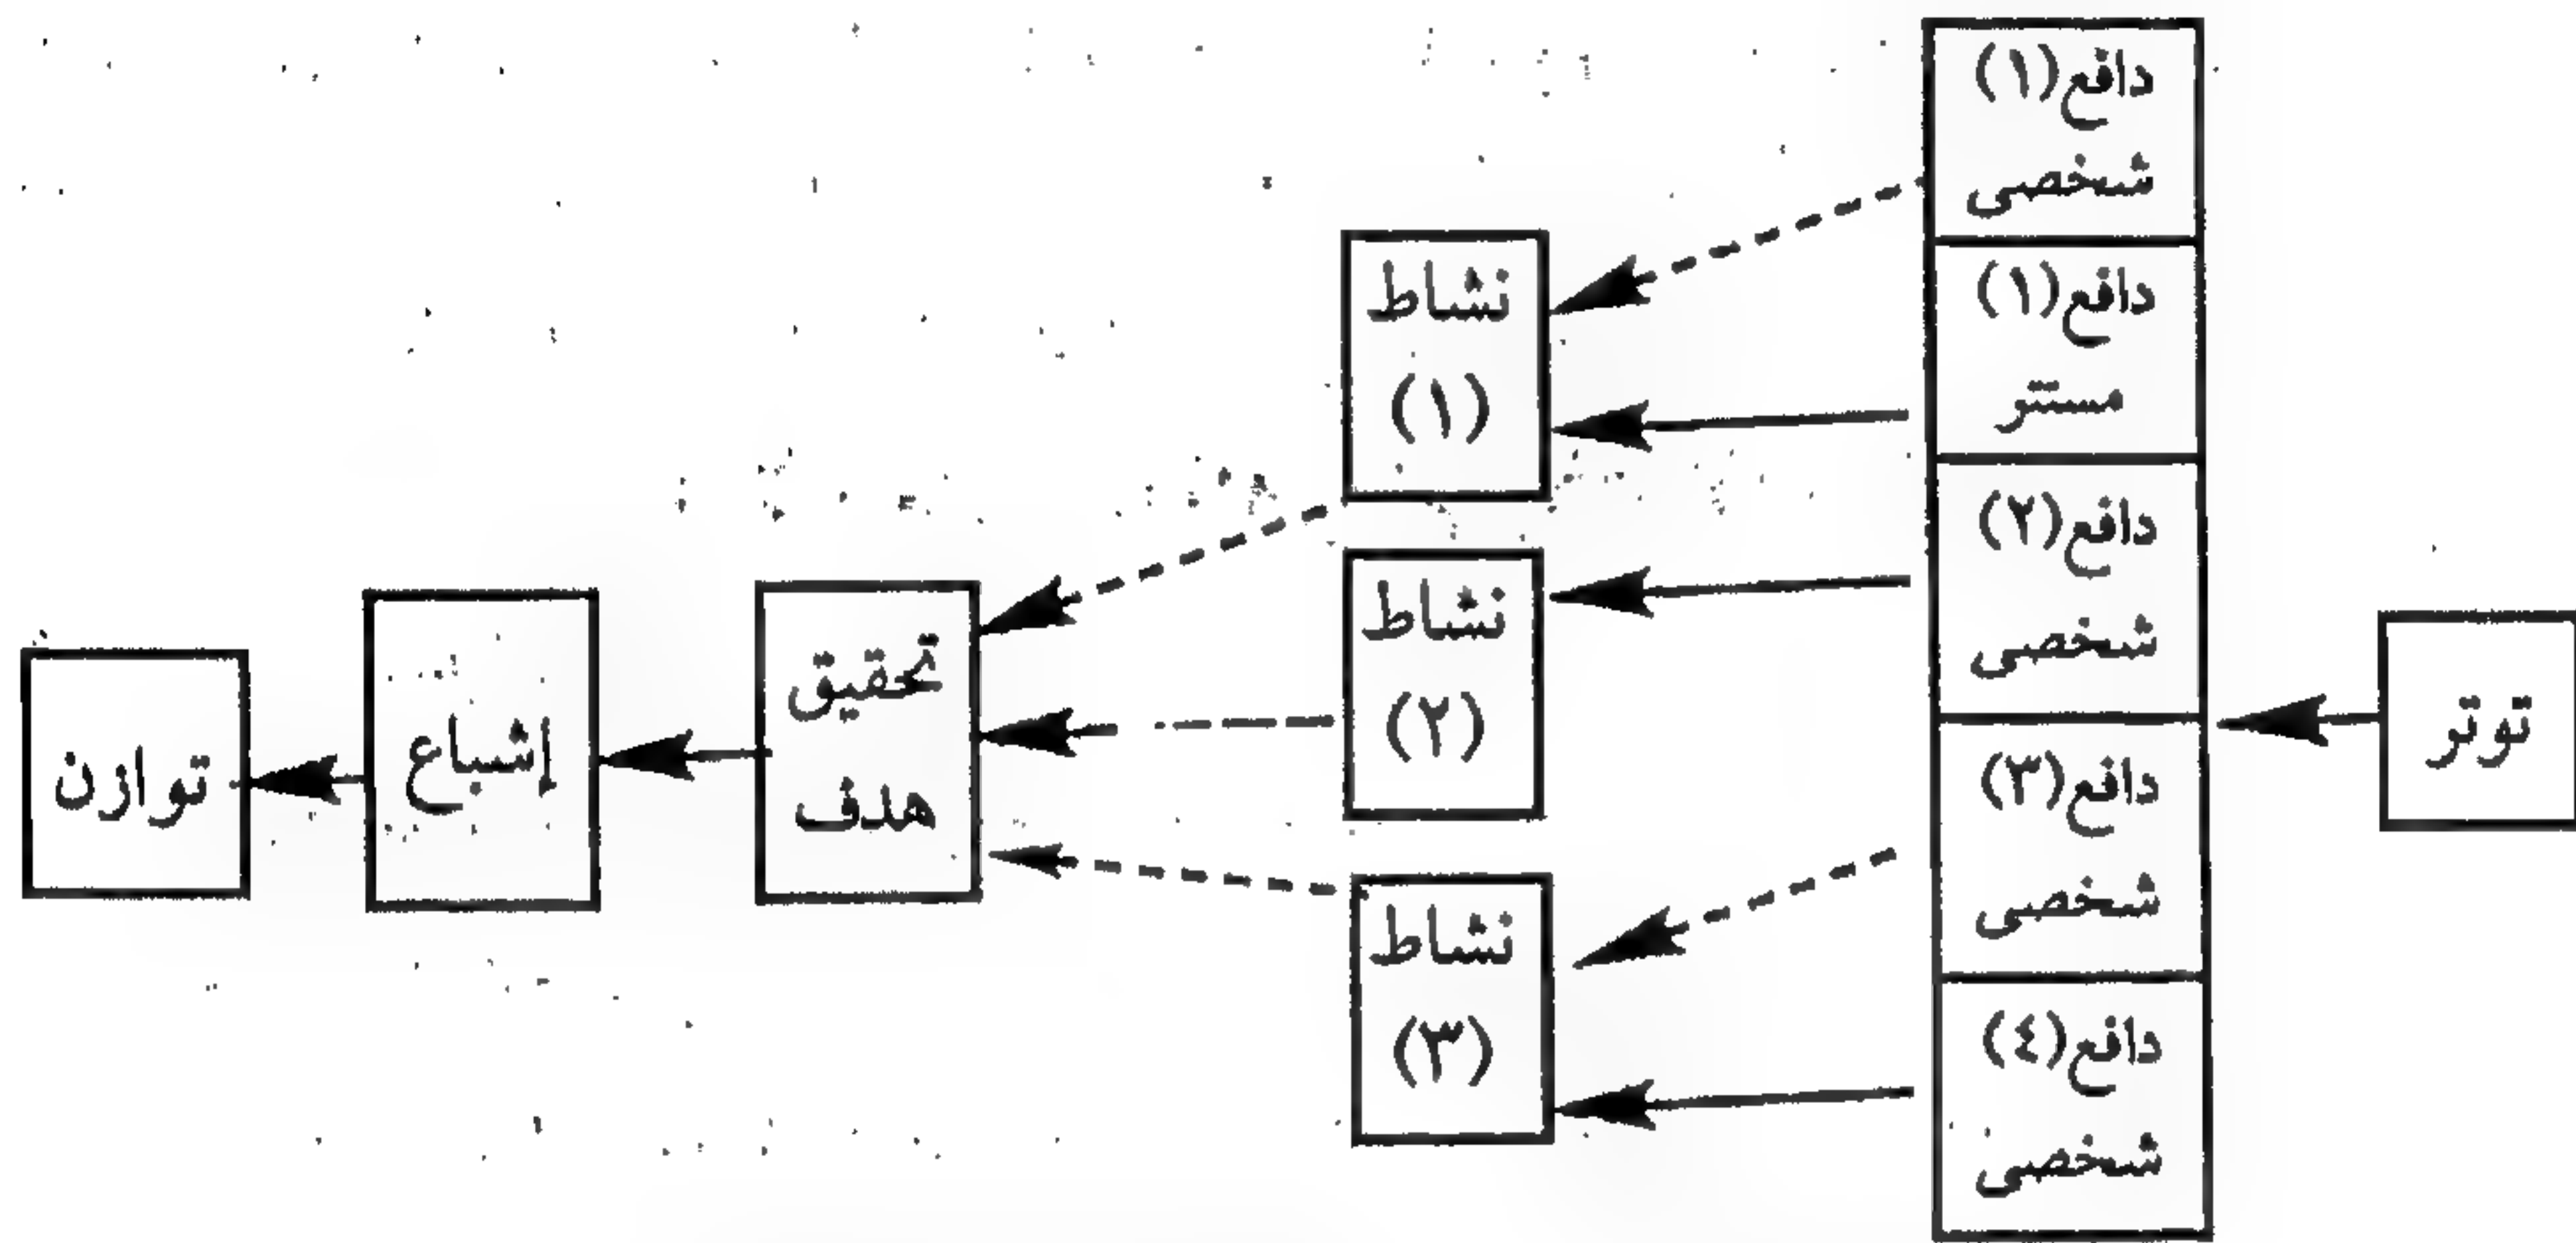 توتر
دافع (١)
شخصى
دافع (١)
مستتر
دافع (٢)
شخصى
دافع (٣)
شخصى
دافع (٤)
شخصى
نشاط
(١)
نشاط
(٢)
نشاط
(٣)
تحقيق
هدف
إشباع
توازن